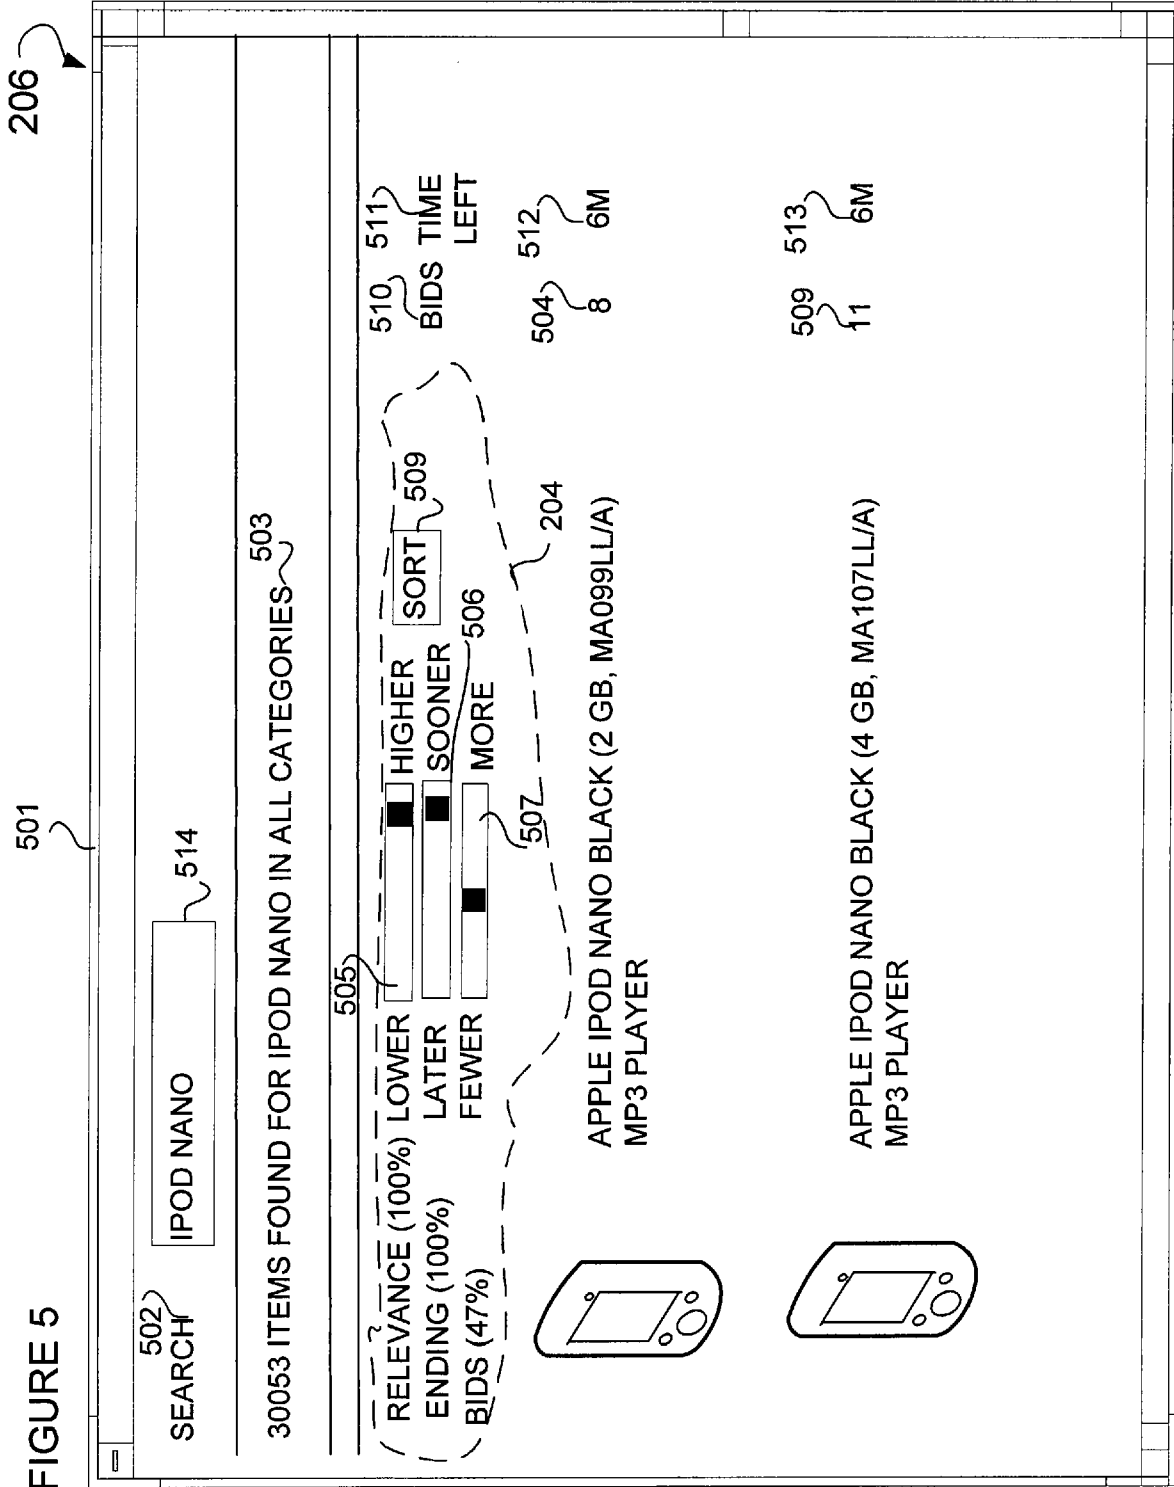 FIGURE 5
206
501
502
SEARCH
IPOD NANO
514
30053 ITEMS FOUND FOR IPOD NANO IN ALL CATEGORIES
503
505
RELEVANCE (100%) LOWER HIGHER
ENDING (100%) LATER SOONER
BIDS (47%) FEWER MORE
SORT
509
506
507
204
510
BIDS
511
TIME
LEFT
APPLE IPOD NANO BLACK (2 GB, MA099LL/A)
MP3 PLAYER
504
8
512
6M
APPLE IPOD NANO BLACK (4 GB, MA107LL/A)
MP3 PLAYER
509
11
513
6M